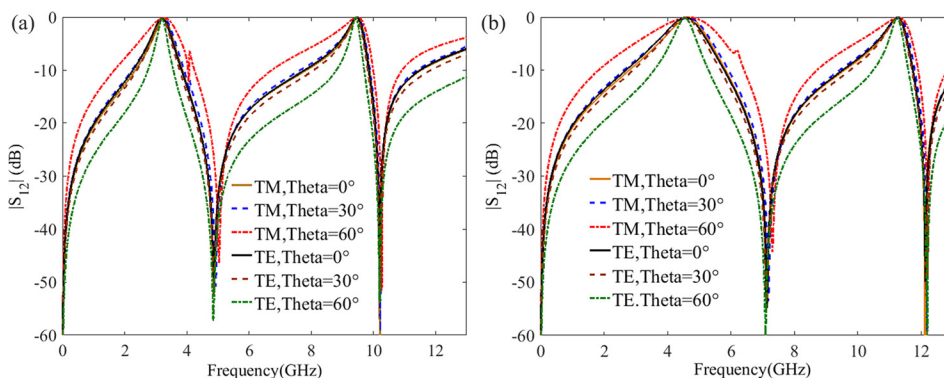 (a)
0
-10
-20
-30
-40
-50
-60
|S12| (dB)
TM,Theta=0°
TM,Theta=30°
TM,Theta=60°
TE,Theta=0°
TE,Theta=30°
TE,Theta=60°
0 2 4 6 8 10 12
Frequency(GHz)
(b)
0
-10
-20
-30
-40
-50
-60
|S12| (dB)
TM,Theta=0°
TM,Theta=30°
TM,Theta=60°
TE,Theta=0°
TE,Theta=30°
TE.Theta=60°
0 2 4 6 8 10 12
Frequency(GHz)